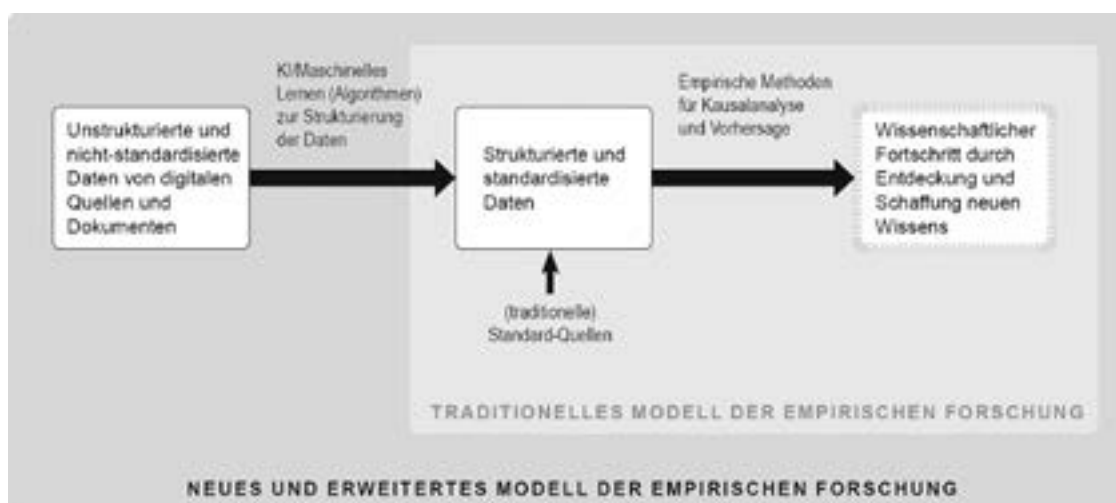 KI/Maschinelles
Lernen (Algorithmen)
zur Strukturierung
der Daten
Empirische Methoden
für Kausalanalyse
und Vorhersage
Unstrukturierte und
nicht-standardisierte
Daten von digitalen
Quellen und
Dokumenten
Strukturierte und
standardisierte
Daten
Wissenschaftlicher
Fortschritt durch
Entdeckung und
Schaffung neuen
Wissens
(traditionelle)
Standard-Quellen
TRADITIONELLES MODELL DER EMPIRISCHEN FORSCHUNG
NEUES UND ERWEITERTES MODELL DER EMPIRISCHEN FORSCHUNG